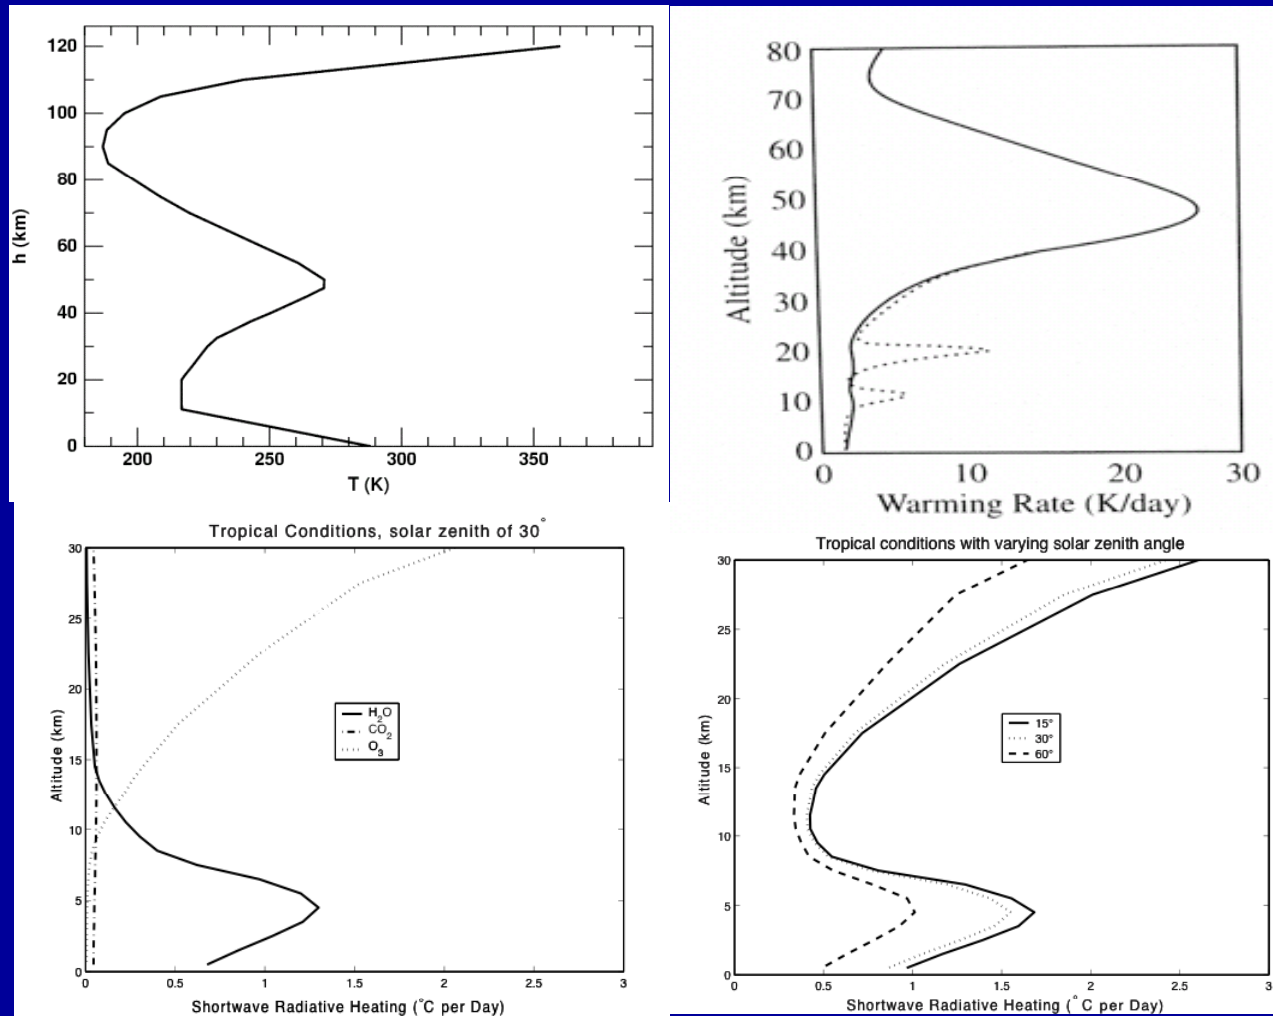 120
100
80
60
40
20
0
h (km)
200 250 300 350
T (K)
80
70
60
50
40
30
20
10
0
Altitude (km)
0 10 20 30
Warming Rate (K/day)
Tropical Conditions, solar zenith of 30°
30
25
20
15
10
5
0
Altitude (km)
H2O
CO2
O3
0 0.5 1 1.5 2 2.5 3
Shortwave Radiative Heating (°C per Day)
Tropical conditions with varying solar zenith angle
30
25
20
15
10
5
0
Altitude (km)
15°
30°
60°
0 0.5 1 1.5 2 2.5 3
Shortwave Radiative Heating (°C per Day)